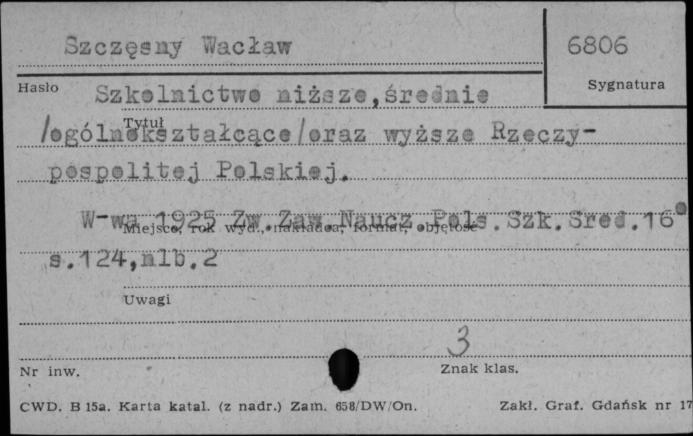 Szczęsny Wacław
6806
Hasło
Sygnatura
Szkolnictwo niższe,średnie
Tytuł
/ogólnokształcące/oraz wyższe Rzeczy-
pospolitej Polskiej.
W-wa 1925 Zw.Zaw.Naucz.Pols.Szk.Śred.16°
Miejsce, rok wyd., nakładca, format, objętość
s.124,nlb.2
Uwagi
3
Nr inw.
Znak klas.
CWD. B 15a. Karta katal. (z nadr.) Zam. 658/DW/On.
Zakł. Graf. Gdańsk nr 17